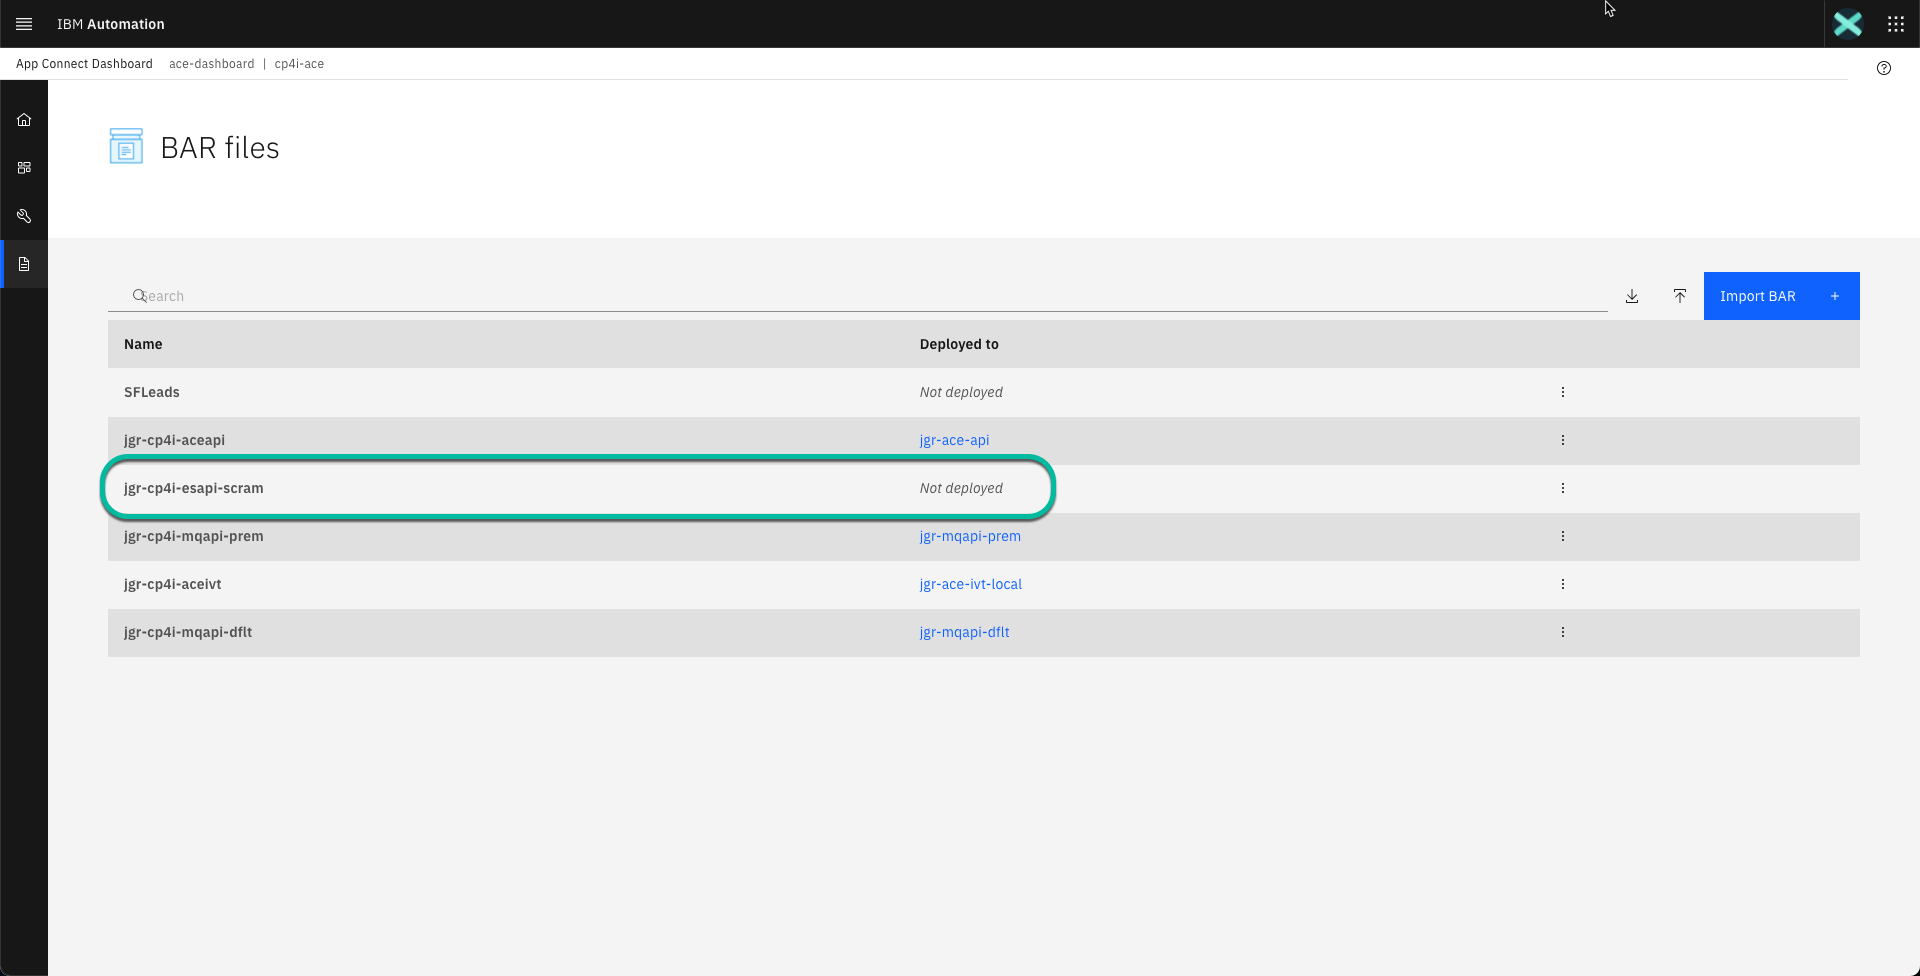 IBM Automation
App Connect Dashboard ace-dashboard | cp4i-ace
BAR files
Search
Import BAR +
Name Deployed to
SFLeads Not deployed
jgr-cp4i-aceapi jgr-ace-api
jgr-cp4i-esapi-scram Not deployed
jgr-cp4i-mqapi-prem jgr-mqapi-prem
jgr-cp4i-aceivt jgr-ace-ivt-local
jgr-cp4i-mqapi-dflt jgr-mqapi-dflt